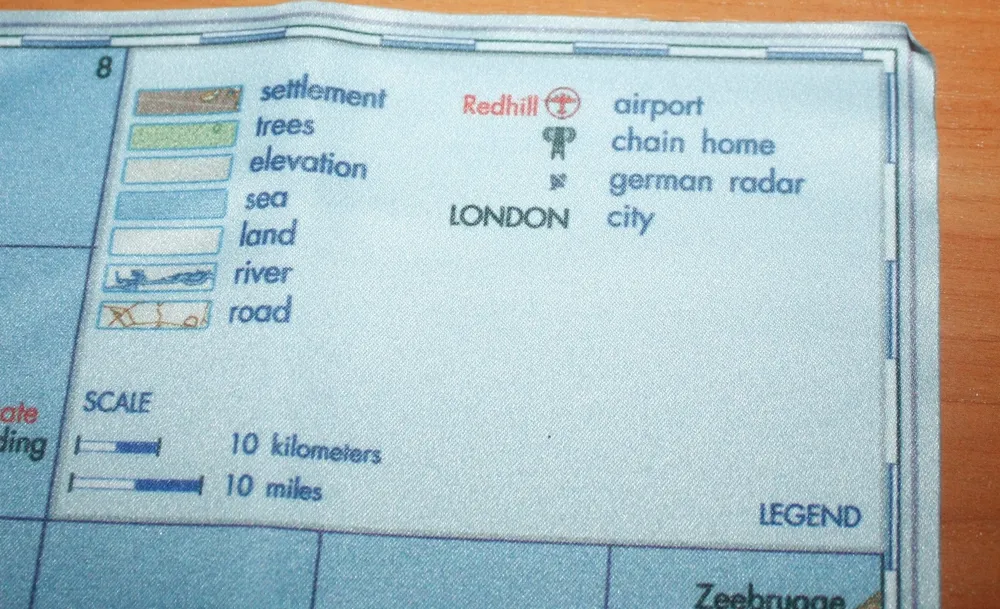 8
settlement
trees
elevation
sea
land
river
road
Redhill airport
chain home
german radar
LONDON city
SCALE
10 kilometers
10 miles
LEGEND
ate
ding
Zeebrugge